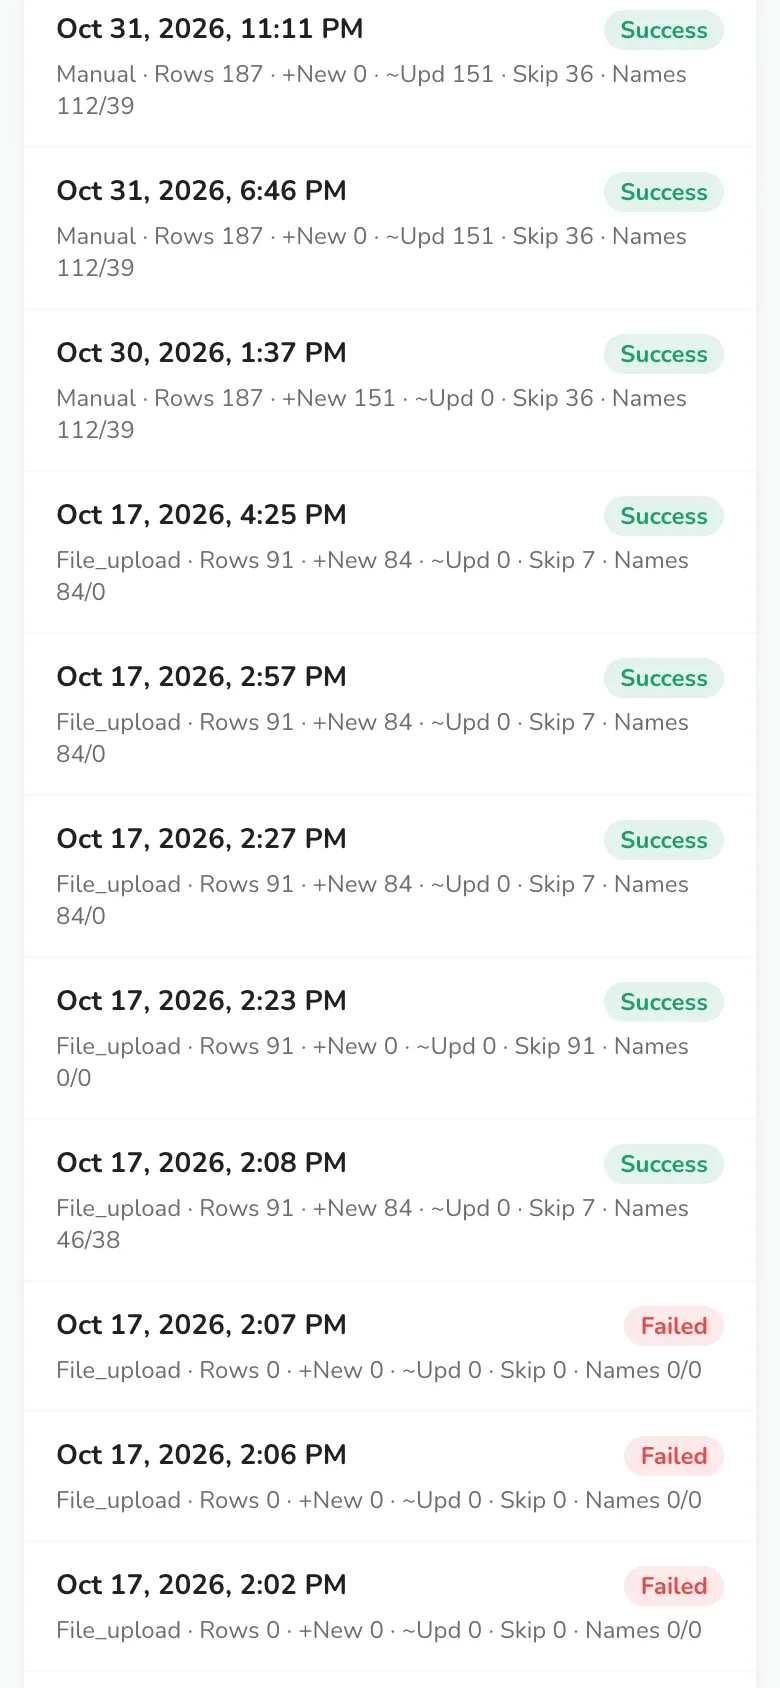 Oct 31, 2026, 11:11 PM
Success
Manual · Rows 187 · +New 0 · ~Upd 151 · Skip 36 · Names
112/39
Oct 31, 2026, 6:46 PM
Success
Manual · Rows 187 · +New 0 · ~Upd 151 · Skip 36 · Names
112/39
Oct 30, 2026, 1:37 PM
Success
Manual · Rows 187 · +New 151 · ~Upd 0 · Skip 36 · Names
112/39
Oct 17, 2026, 4:25 PM
Success
File_upload · Rows 91 · +New 84 · ~Upd 0 · Skip 7 · Names
84/0
Oct 17, 2026, 2:57 PM
Success
File_upload · Rows 91 · +New 84 · ~Upd 0 · Skip 7 · Names
84/0
Oct 17, 2026, 2:27 PM
Success
File_upload · Rows 91 · +New 84 · ~Upd 0 · Skip 7 · Names
84/0
Oct 17, 2026, 2:23 PM
Success
File_upload · Rows 91 · +New 0 · ~Upd 0 · Skip 91 · Names
0/0
Oct 17, 2026, 2:08 PM
Success
File_upload · Rows 91 · +New 84 · ~Upd 0 · Skip 7 · Names
46/38
Oct 17, 2026, 2:07 PM
Failed
File_upload · Rows 0 · +New 0 · ~Upd 0 · Skip 0 · Names 0/0
Oct 17, 2026, 2:06 PM
Failed
File_upload · Rows 0 · +New 0 · ~Upd 0 · Skip 0 · Names 0/0
Oct 17, 2026, 2:02 PM
Failed
File_upload · Rows 0 · +New 0 · ~Upd 0 · Skip 0 · Names 0/0